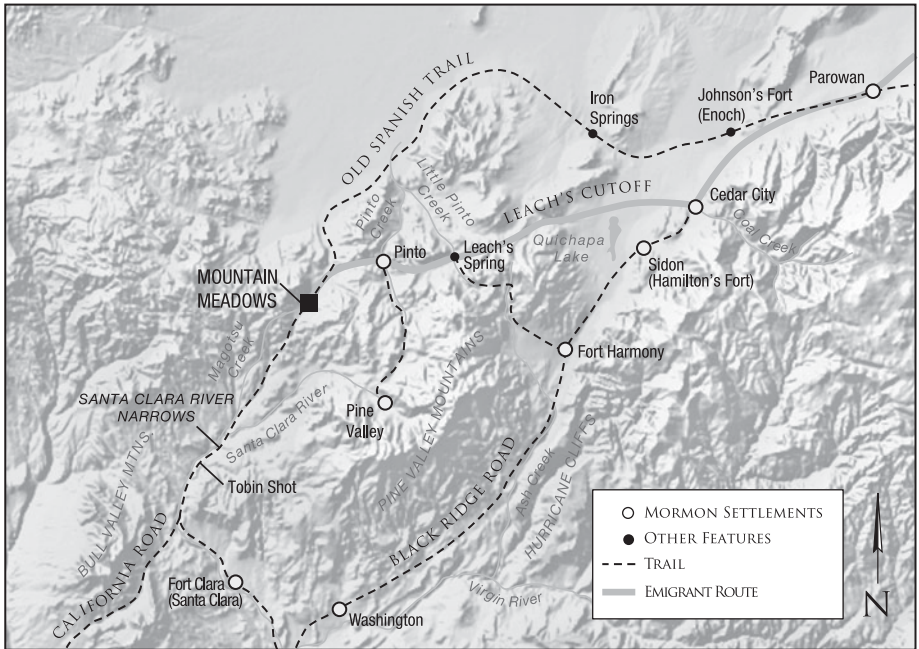 Parowan
OLD SPANISH TRAIL
Iron
Springs
Johnson's Fort
(Enoch)
Little Pinto
Creek
LEACH'S CUTOFF
Cedar City
Pinto
Creek
Coal Creek
Quichapa
Lake
Pinto
Leach's
Spring
Sidon
(Hamilton's Fort)
MOUNTAIN
MEADOWS
Magotsu
Creek
Fort Harmony
SANTA CLARA RIVER
NARROWS
Santa Clara River
Pine
Valley
PINE VALLEY MOUNTAINS
BULL VALLEY MTNS.
Tobin Shot
BLACK RIDGE ROAD
Ash Creek
HURRICANE CLIFFS
CALIFORNIA ROAD
Fort Clara
(Santa Clara)
Washington
Virgin River
MORMON SETTLEMENTS
OTHER FEATURES
TRAIL
EMIGRANT ROUTE
N